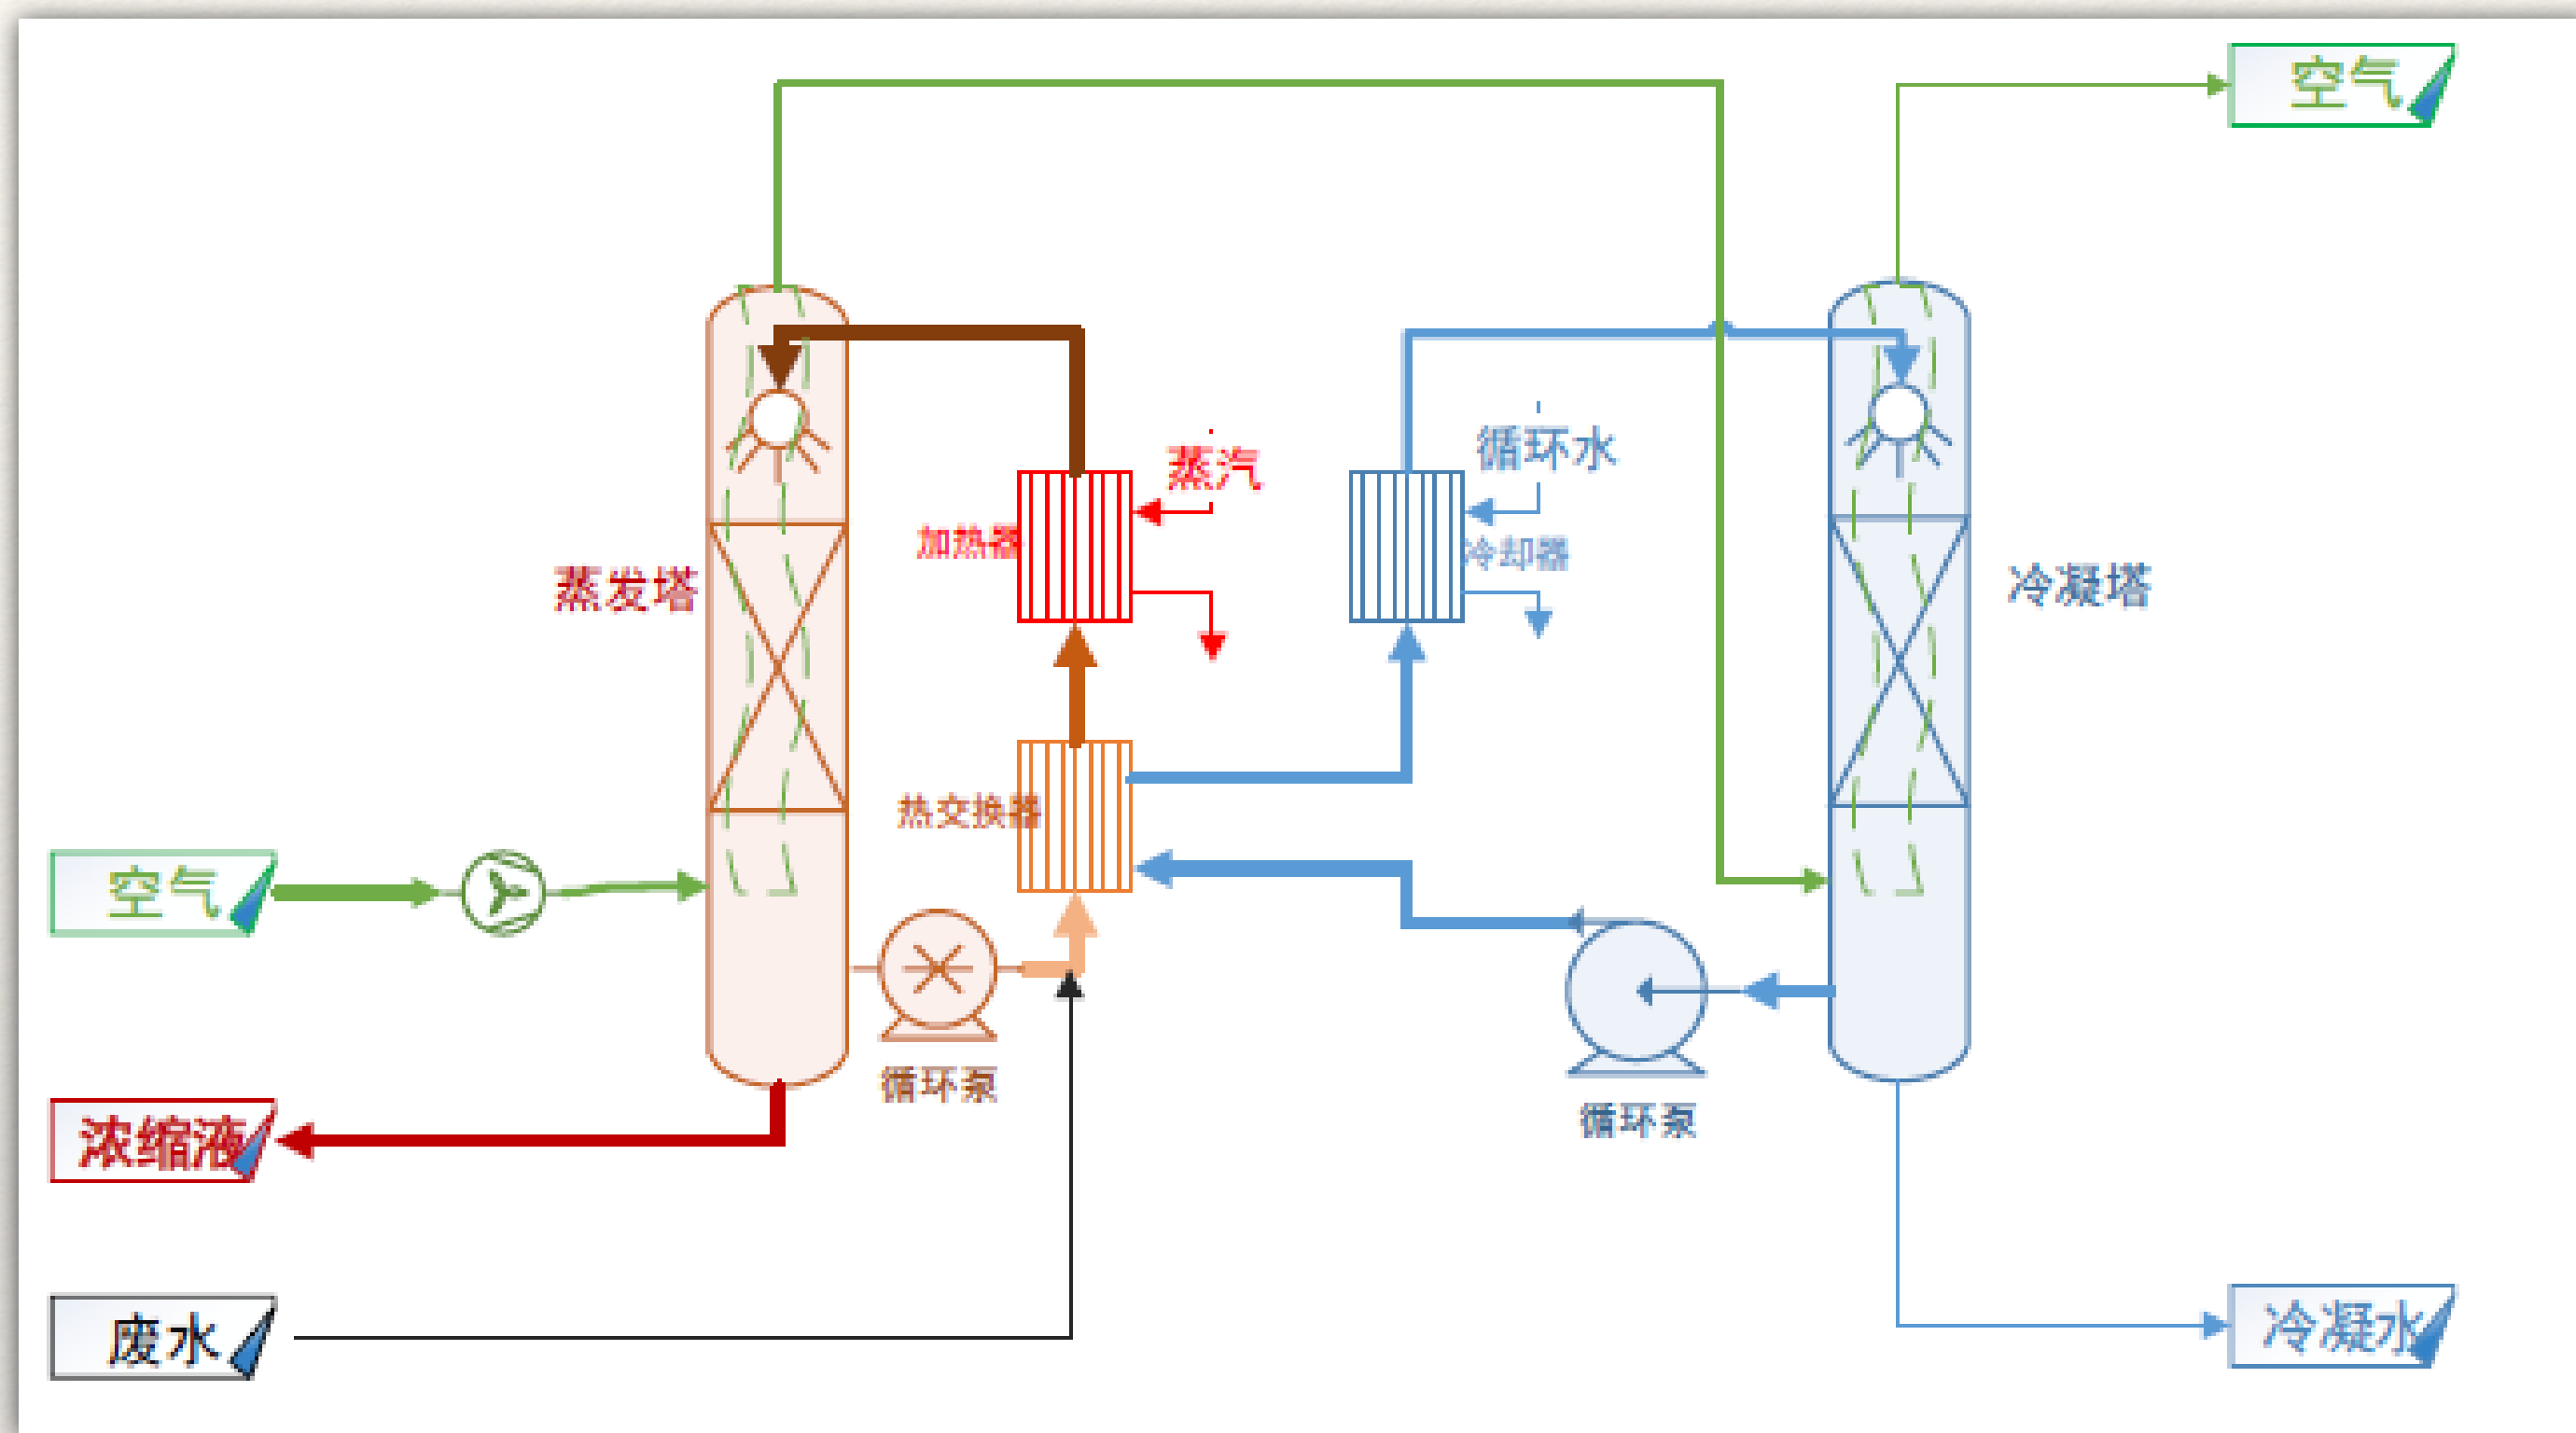 空气
蒸汽
循环水
加热器
冷却器
蒸发塔
冷凝塔
热交换器
空气
循环泵
循环泵
浓缩液
废水
冷凝水